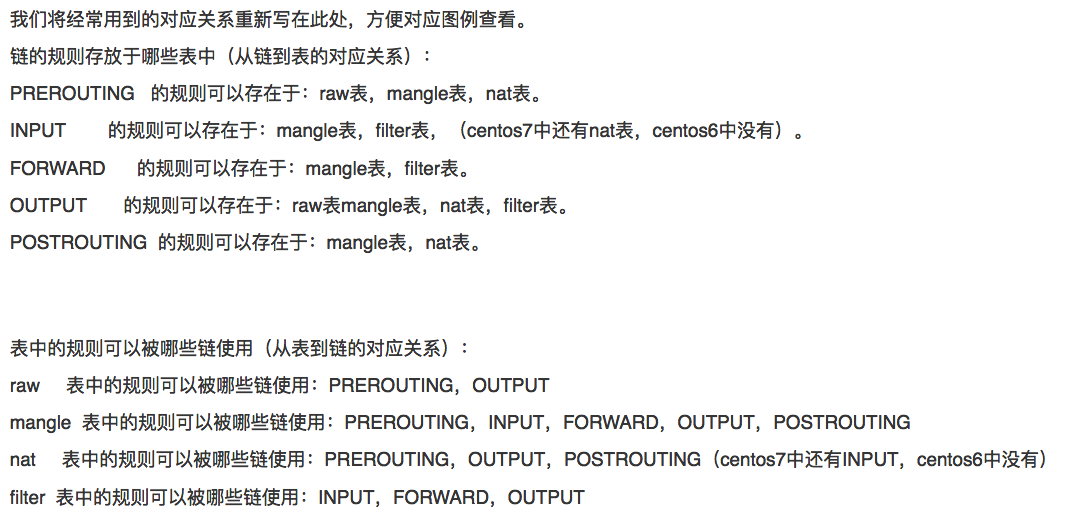 我们将经常用到的对应关系重新写在此处，方便对应图例查看。
链的规则存放于哪些表中（从链到表的对应关系）：
PREROUTING 的规则可以存在于：raw表，mangle表，nat表。
INPUT 的规则可以存在于：mangle表，filter表，（centos7中还有nat表，centos6中没有）。
FORWARD 的规则可以存在于：mangle表，filter表。
OUTPUT 的规则可以存在于：raw表mangle表，nat表，filter表。
POSTROUTING 的规则可以存在于：mangle表，nat表。
表中的规则可以被哪些链使用（从表到链的对应关系）：
raw 表中的规则可以被哪些链使用：PREROUTING，OUTPUT
mangle 表中的规则可以被哪些链使用：PREROUTING，INPUT，FORWARD，OUTPUT，POSTROUTING
nat 表中的规则可以被哪些链使用：PREROUTING，OUTPUT，POSTROUTING（centos7中还有INPUT，centos6中没有）
filter 表中的规则可以被哪些链使用：INPUT，FORWARD，OUTPUT